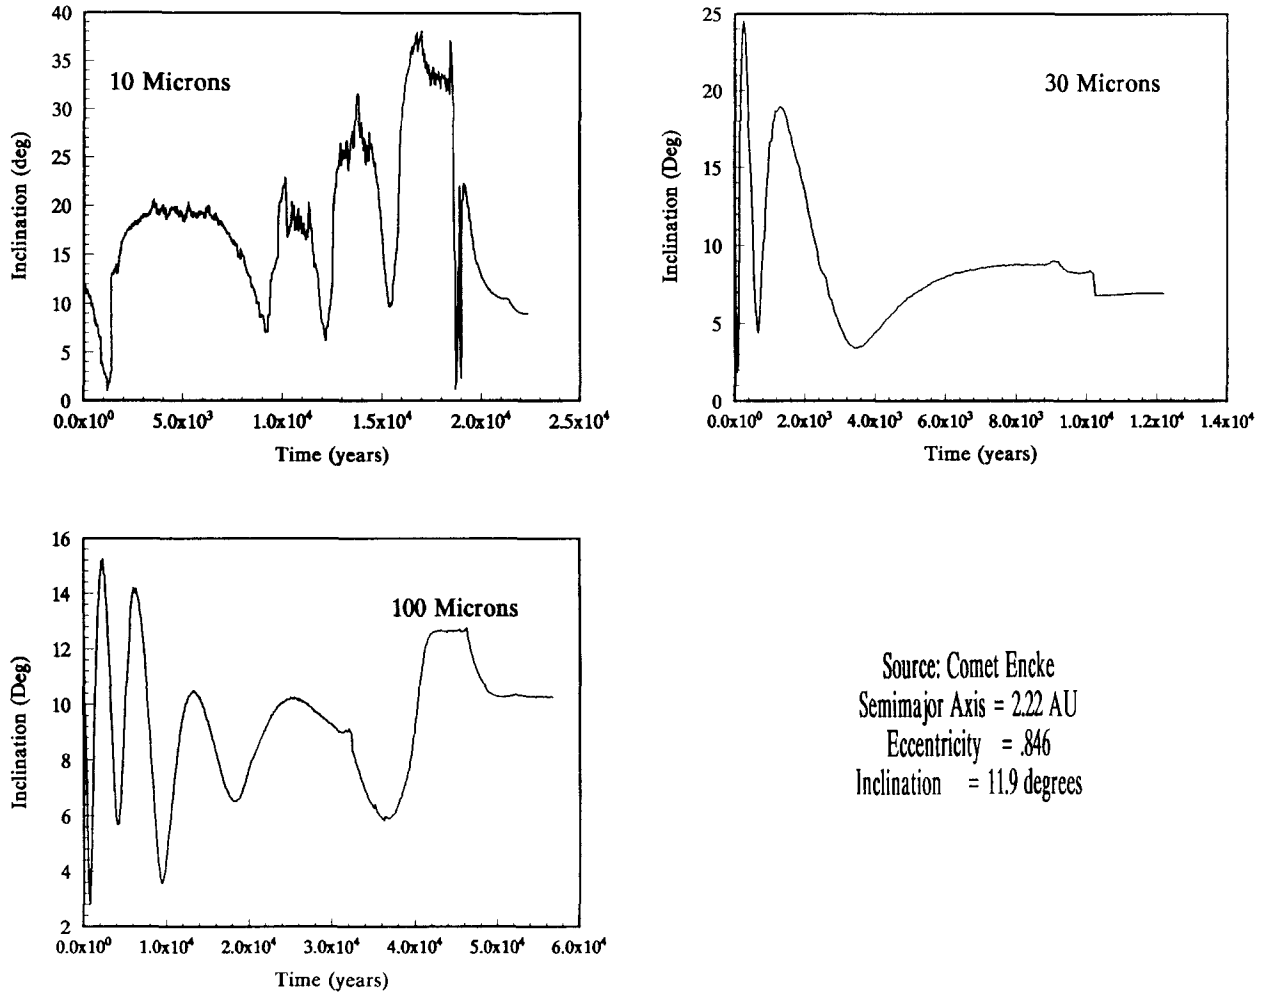 40
35
30
25
20
15
10
5
0
Inclination (deg)
10 Microns
0.0x10⁰ 5.0x10³ 1.0x10⁴ 1.5x10⁴ 2.0x10⁴ 2.5x10⁴
Time (years)
25
20
15
10
5
0
Inclination (Deg)
30 Microns
0.0x10⁰ 2.0x10³ 4.0x10³ 6.0x10³ 8.0x10³ 1.0x10⁴ 1.2x10⁴ 1.4x10⁴
Time (years)
16
14
12
10
8
6
4
2
Inclination (Deg)
100 Microns
0.0x10⁰ 1.0x10⁴ 2.0x10⁴ 3.0x10⁴ 4.0x10⁴ 5.0x10⁴ 6.0x10⁴
Time (years)
Source: Comet Encke
Semimajor Axis = 2.22 AU
Eccentricity = .846
Inclination = 11.9 degrees